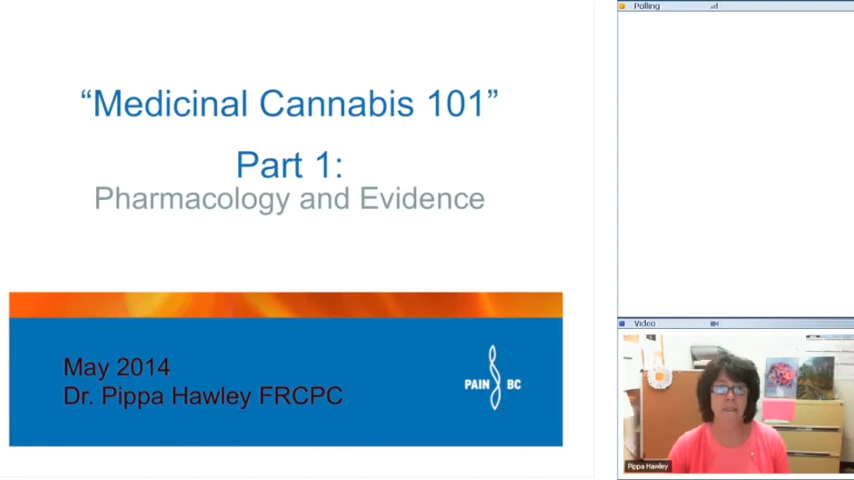 “Medicinal Cannabis 101”
Part 1:
Pharmacology and Evidence
May 2014
Dr. Pippa Hawley FRCPC
PAIN BC
Polling
Video
Pippa Hawley